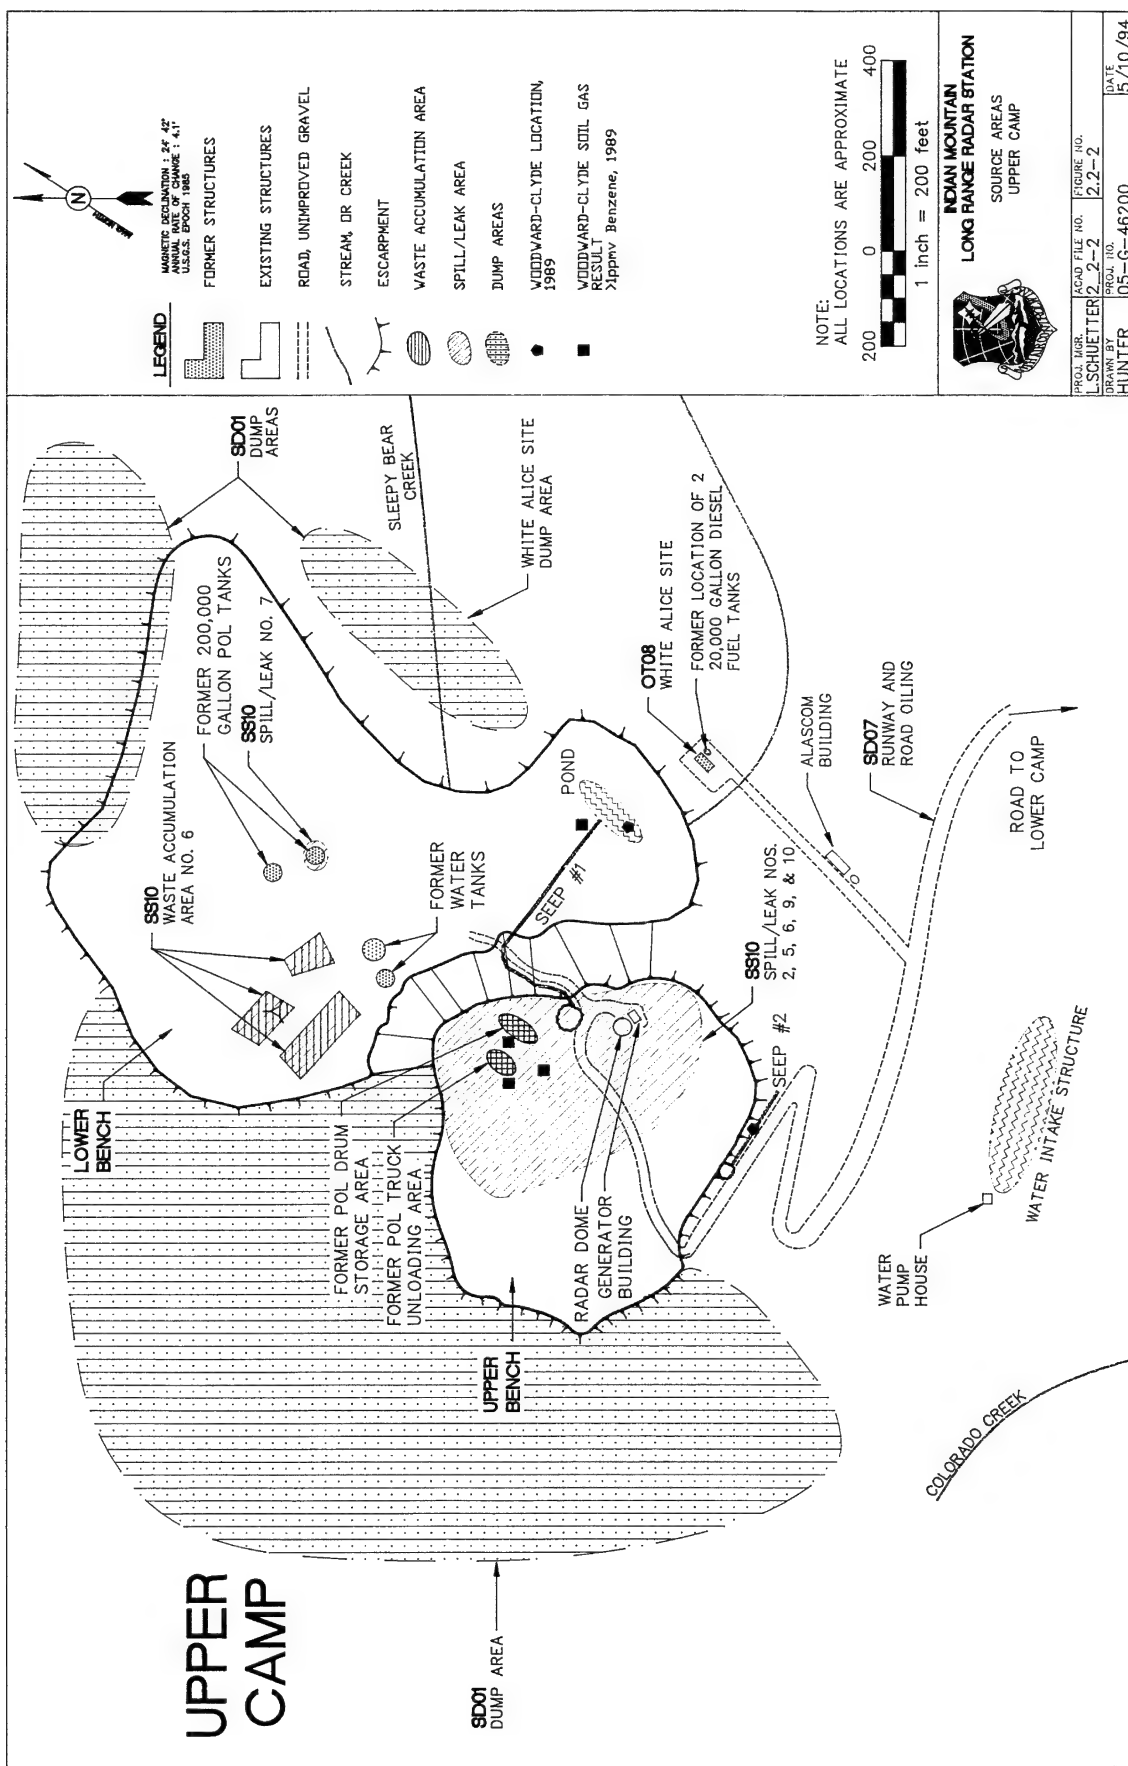 UPPER
CAMP
SD01
DUMP AREA
LOWER
BENCH
UPPER
BENCH
FORMER POL DRUM
STORAGE AREA
FORMER POL TRUCK
UNLOADING AREA
RADAR DOME
GENERATOR
BUILDING
SS10
WASTE ACCUMULATION
AREA NO. 6
FORMER 200,000
GALLON POL TANKS
SS10
SPILL/LEAK NO. 7
FORMER
WATER
TANKS
SD01
DUMP
AREAS
SLEEPY BEAR
CREEK
WHITE ALICE SITE
DUMP AREA
POND
SEEP #1
OT08
WHITE ALICE SITE
FORMER LOCATION OF 2
20,000 GALLON DIESEL
FUEL TANKS
SS10
SPILL/LEAK NOS.
2, 5, 6, 9, & 10
SEEP #2
ALASCOM
BUILDING
SD07
RUNWAY AND
ROAD OILING
ROAD TO
LOWER CAMP
WATER
PUMP
HOUSE
WATER INTAKE STRUCTURE
COLORADO CREEK
N
MAGNETIC DECLINATION : 24° 42'
ANNUAL RATE OF CHANGE : 4.1'
U.S.G.S. EPOCH 1985
LEGEND
FORMER STRUCTURES
EXISTING STRUCTURES
ROAD, UNIMPROVED GRAVEL
STREAM, OR CREEK
ESCARPMENT
WASTE ACCUMULATION AREA
SPILL/LEAK AREA
DUMP AREAS
WOODWARD-CLYDE LOCATION,
1989
WOODWARD-CLYDE SOIL GAS
RESULT
>1ppmv Benzene, 1989
NOTE:
ALL LOCATIONS ARE APPROXIMATE
200 0 200 400
1 inch = 200 feet
INDIAN MOUNTAIN
LONG RANGE RADAR STATION
SOURCE AREAS
UPPER CAMP
PROJ. MGR. ACAD FILE NO. FIGURE NO.
L.SCHUETTER 2_2-2 2.2-2
DRAWN BY PROJ. NO. DATE
HUNTER 05-G-46200 5/10/94